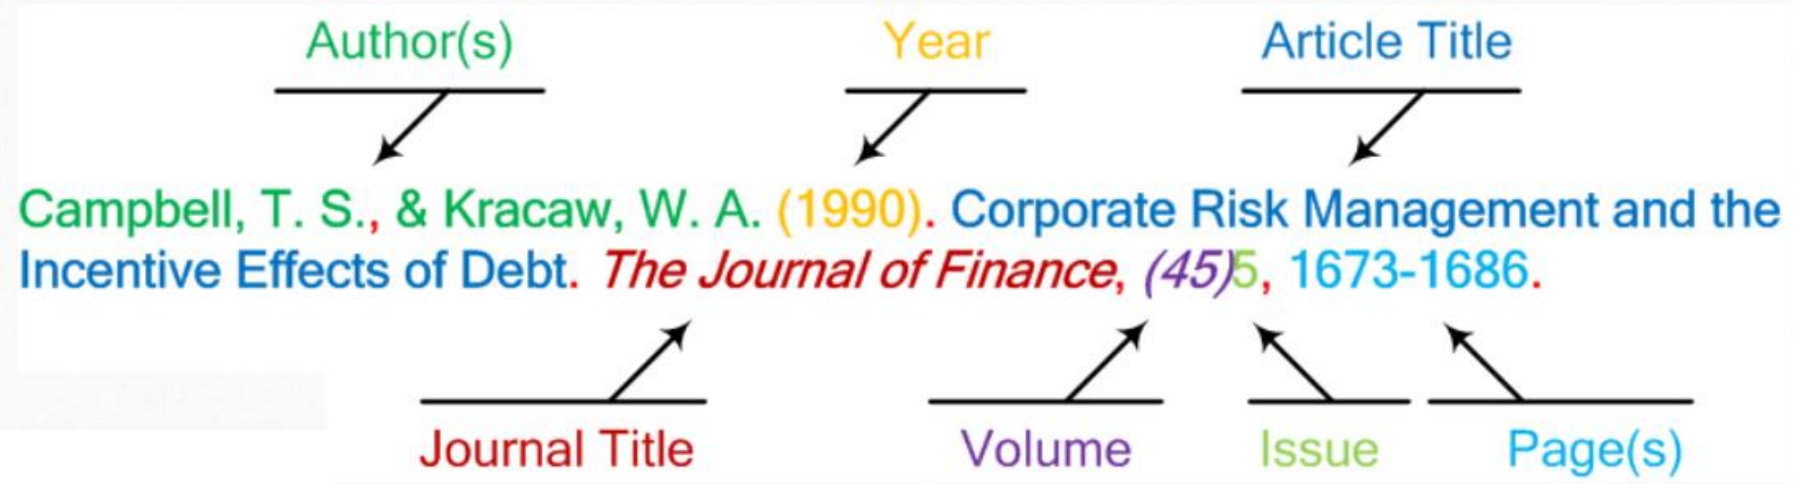 Author(s) Year Article Title
Campbell, T. S., & Kracaw, W. A. (1990). Corporate Risk Management and the
Incentive Effects of Debt. The Journal of Finance, (45)5, 1673-1686.
Journal Title Volume Issue Page(s)